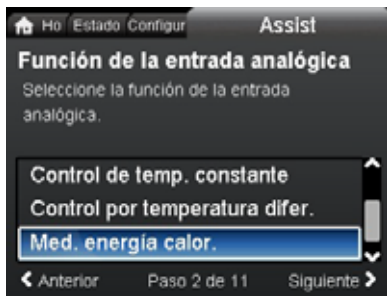 Ho Estado Configur Assist
Función de la entrada analógica
Seleccione la función de la entrada
analógica.
Control de temp. constante
Control por temperatura difer.
Med. energía calor.
Anterior Paso 2 de 11 Siguiente